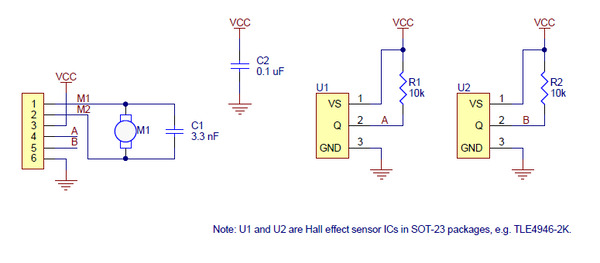 VCC
VCC
VCC
C2
0.1 uF
VCC
U1
R1
10k
U2
R2
10k
1
M1
2
M2
3
4
A
5
B
6
M1
C1
3.3 nF
VS
1
Q
2
A
GND
3
VS
1
Q
2
B
GND
3
Note: U1 and U2 are Hall effect sensor ICs in SOT-23 packages, e.g. TLE4946-2K.